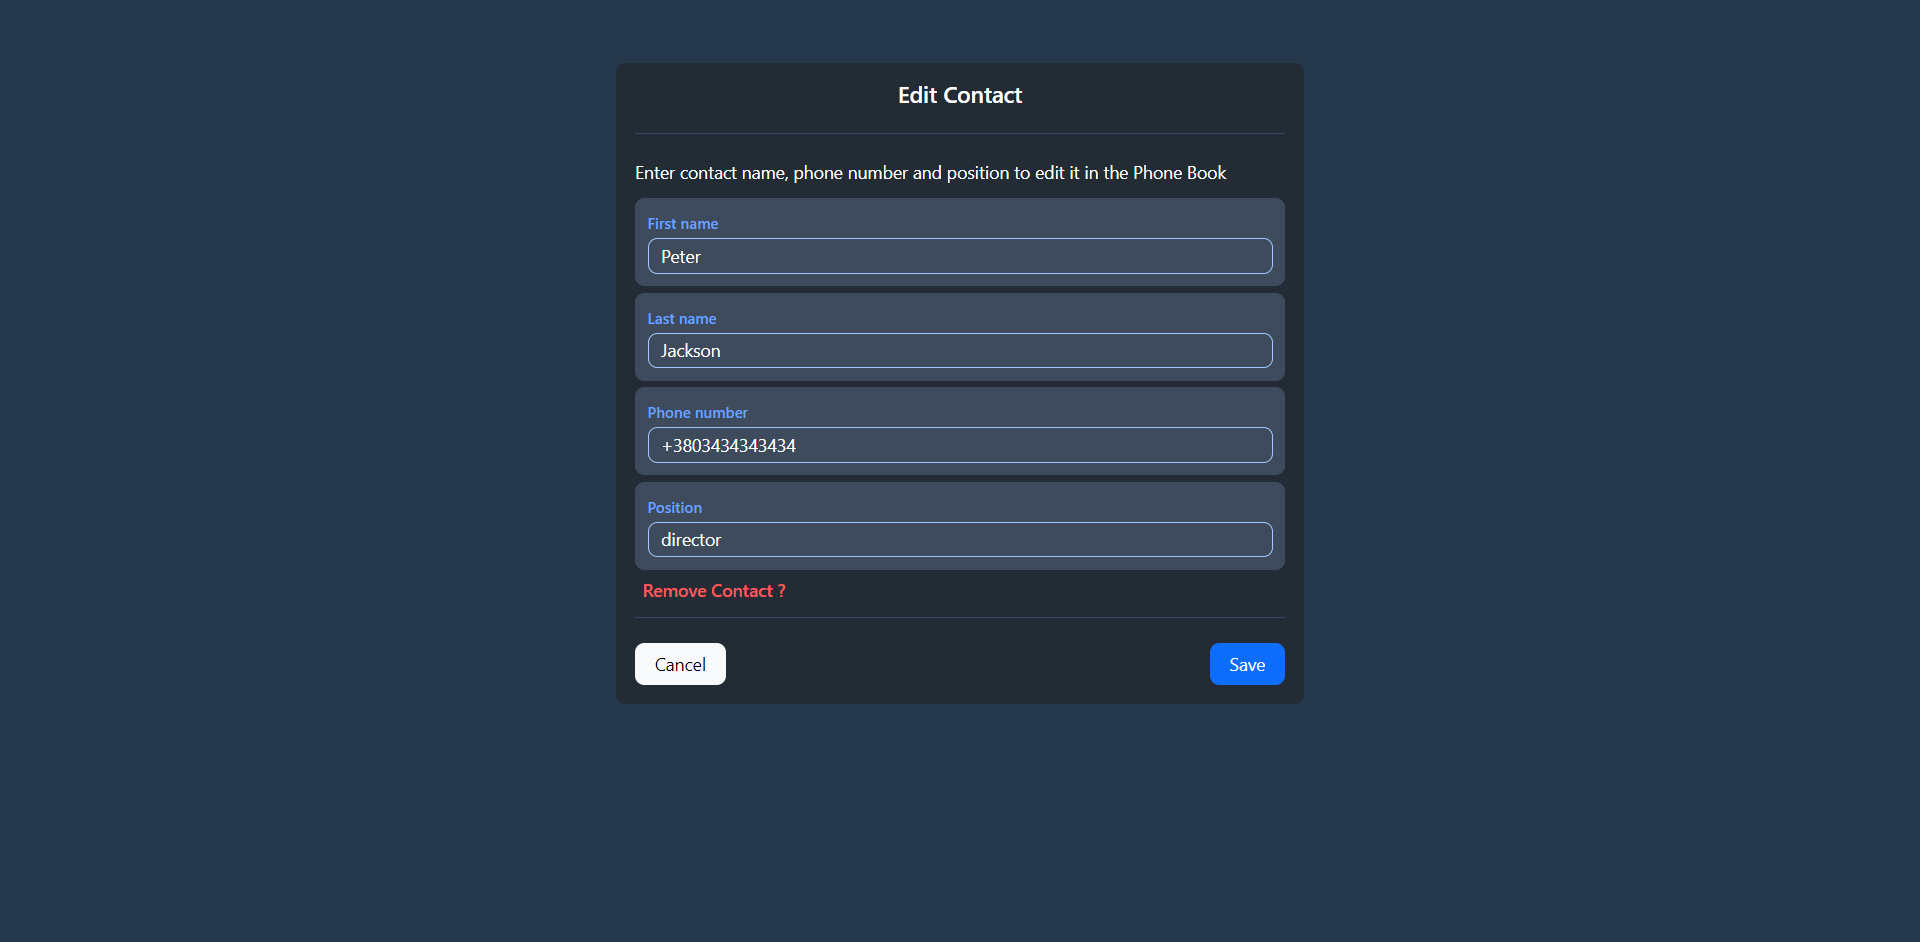 Edit Contact
Enter contact name, phone number and position to edit it in the Phone Book
First name
Peter
Last name
Jackson
Phone number
+3803434343434
Position
director
Remove Contact ?
Cancel
Save